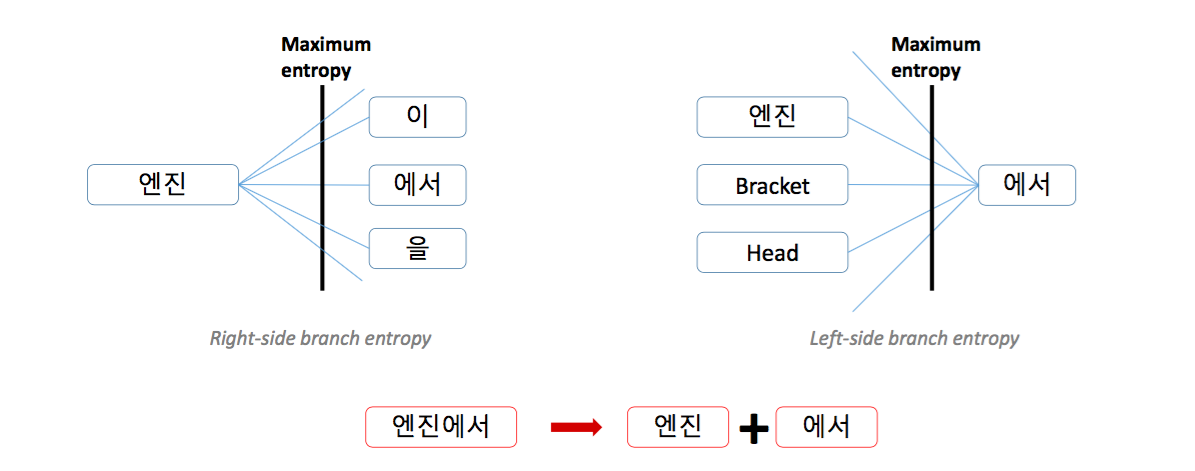 Maximum
entropy
이
엔진
에서
을
Right-side branch entropy
Maximum
entropy
엔진
Bracket
에서
Head
Left-side branch entropy
엔진에서 엔진 + 에서